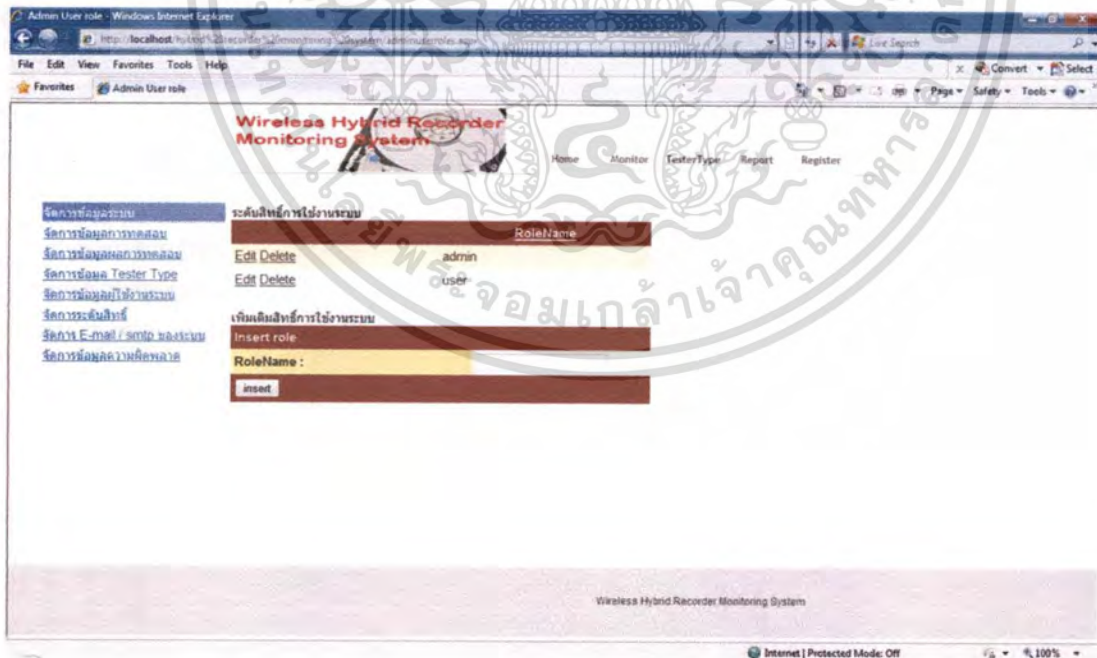 Admin User role - Windows Internet Explorer
http://localhost/hybrid%20recorder%20monitoring%20system/adminuserroles.aspx
Live Search
File Edit View Favorites Tools Help
Convert Select
Favorites Admin User role
Page Safety Tools
Wireless Hybrid Recorder
Monitoring System
Home Monitor TesterType Report Register
จัดการข้อมูลระบบ
จัดการข้อมูลการทดสอบ
จัดการข้อมูลผลการทดสอบ
จัดการข้อมูล Tester Type
จัดการข้อมูลผู้ใช้งานระบบ
จัดการระดับสิทธิ์
จัดการ E-mail / smtp ของระบบ
จัดการข้อมูลความผิดพลาด
ระดับสิทธิ์การใช้งานระบบ
RoleName
Edit Delete admin
Edit Delete user
เพิ่มเติมสิทธิ์การใช้งานระบบ
Insert role
RoleName :
insert
Wireless Hybrid Recorder Monitoring System
Internet | Protected Mode: Off
100%